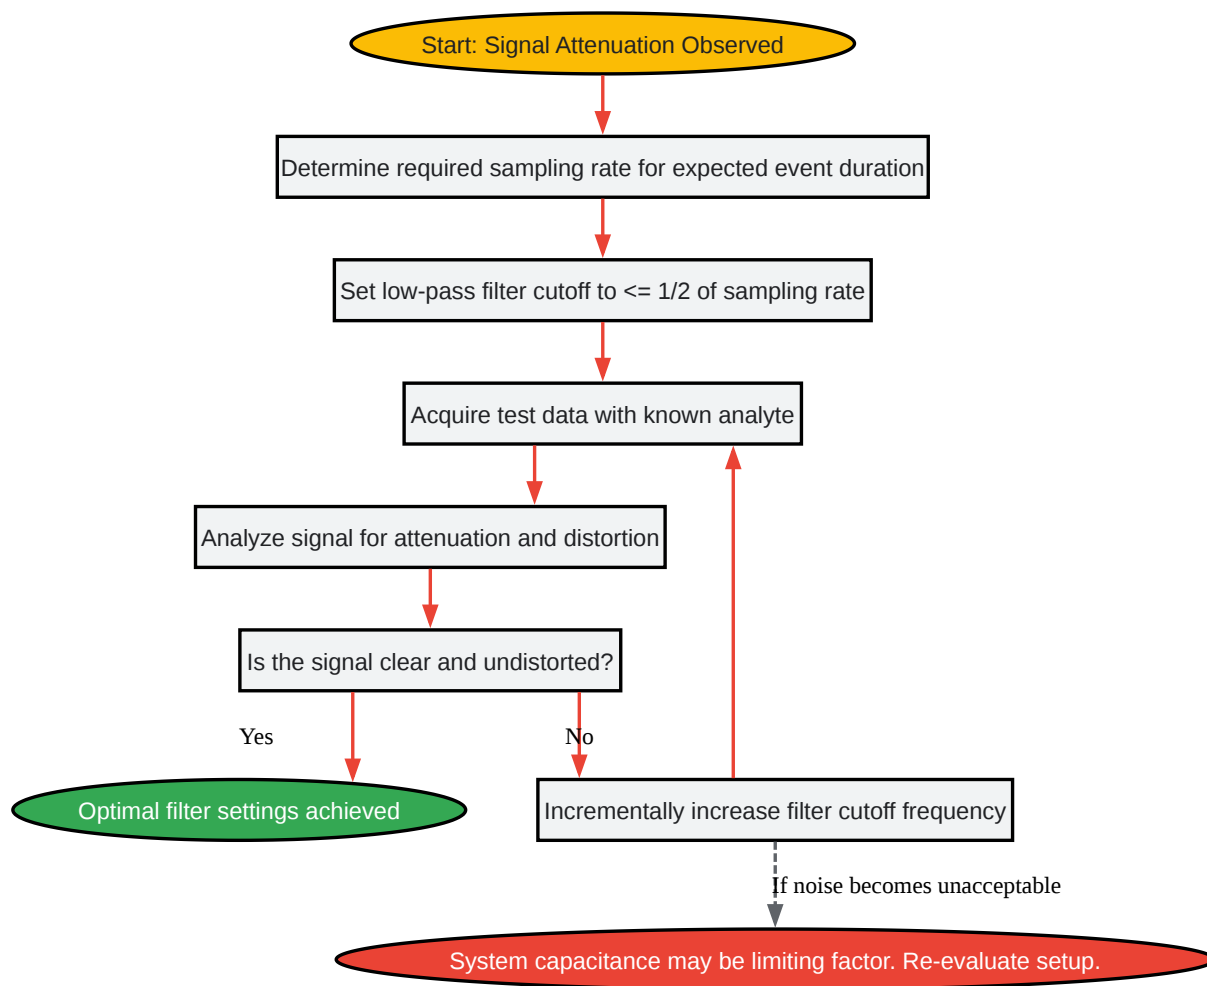 Start: Signal Attenuation Observed
Determine required sampling rate for expected event duration
Set low-pass filter cutoff to <= 1/2 of sampling rate
Acquire test data with known analyte
Analyze signal for attenuation and distortion
Is the signal clear and undistorted?
Yes
No
Optimal filter settings achieved
Incrementally increase filter cutoff frequency
If noise becomes unacceptable
System capacitance may be limiting factor. Re-evaluate setup.